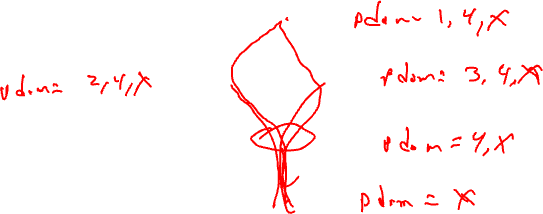 pdom= 1, 4, X
pdom= 2, 4, X
pdom= 3, 4, X
pdom = 4, X
pdom = X